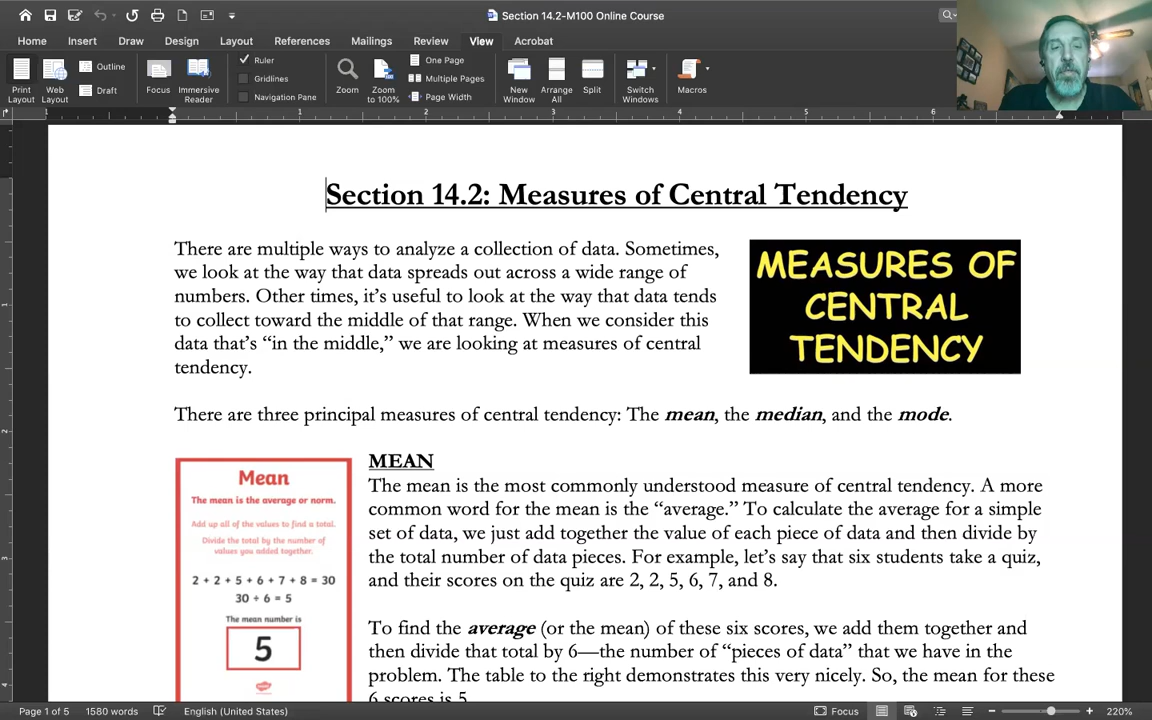 Section 14.2-M100 Online Course
Home Insert Draw Design Layout References Mailings Review View Acrobat
Print Layout
Web Layout
Outline
Draft
Focus
Immersive Reader
Ruler
Gridlines
Navigation Pane
Zoom
Zoom to 100%
One Page
Multiple Pages
Page Width
New Window
Arrange All
Split
Switch Windows
Macros
1 1 2 3 4 5 6
Section 14.2: Measures of Central Tendency
There are multiple ways to analyze a collection of data. Sometimes,
we look at the way that data spreads out across a wide range of
numbers. Other times, it’s useful to look at the way that data tends
to collect toward the middle of that range. When we consider this
data that’s “in the middle,” we are looking at measures of central
tendency.
MEASURES OF
CENTRAL
TENDENCY
There are three principal measures of central tendency: The mean, the median, and the mode.
Mean
The mean is the average or norm.
Add up all of the values to find a total.
Divide the total by the number of
values you added together.
2 + 2 + 5 + 6 + 7 + 8 = 30
30 ÷ 6 = 5
The mean number is
5
MEAN
The mean is the most commonly understood measure of central tendency. A more
common word for the mean is the “average.” To calculate the average for a simple
set of data, we just add together the value of each piece of data and then divide by
the total number of data pieces. For example, let’s say that six students take a quiz,
and their scores on the quiz are 2, 2, 5, 6, 7, and 8.
To find the average (or the mean) of these six scores, we add them together and
then divide that total by 6—the number of “pieces of data” that we have in the
problem. The table to the right demonstrates this very nicely. So, the mean for these
6 scores is 5.
1
2
3
4
Page 1 of 5 1580 words English (United States) Focus 220%